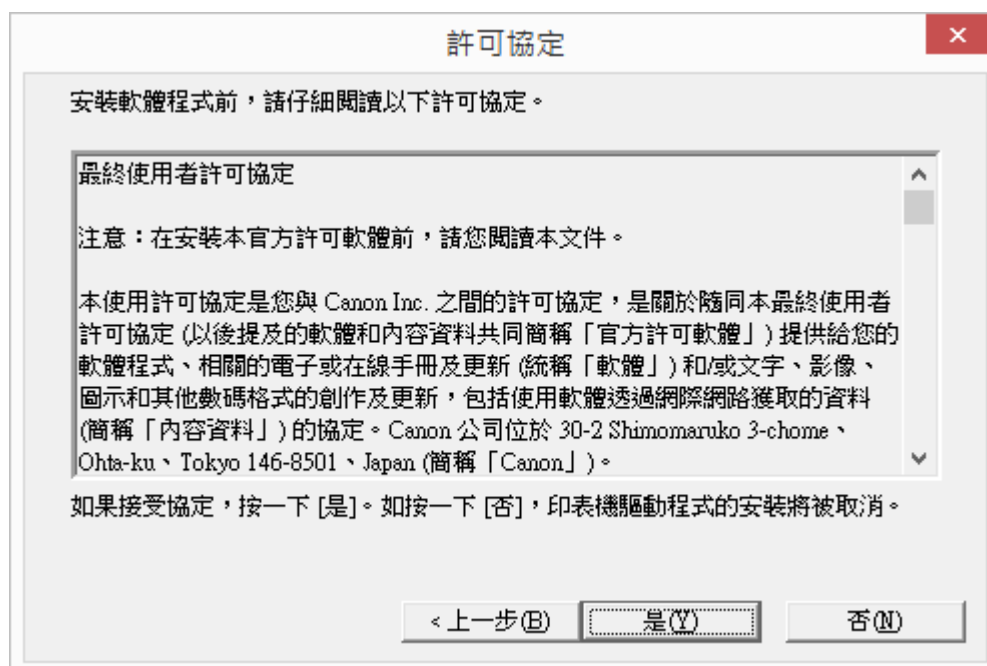 許可協定
安裝軟體程式前，請仔細閱讀以下許可協定。
最終使用者許可協定
注意：在安裝本官方許可軟體前，請您閱讀本文件。
本使用許可協定是您與 Canon Inc. 之間的許可協定，是關於隨同本最終使用者
許可協定 (以後提及的軟體和內容資料共同簡稱「官方許可軟體」) 提供給您的
軟體程式、相關的電子或在線手冊及更新 (統稱「軟體」) 和/或文字、影像、
圖示和其他數碼格式的創作及更新，包括使用軟體透過網際網路獲取的資料
(簡稱「內容資料」) 的協定。Canon 公司位於 30-2 Shimomaruko 3-chome、
Ohta-ku、Tokyo 146-8501、Japan (簡稱「Canon」)。
如果接受協定，按一下 [是]。如按一下 [否]，印表機驅動程式的安裝將被取消。
<上一步(B) 是(Y) 否(N)